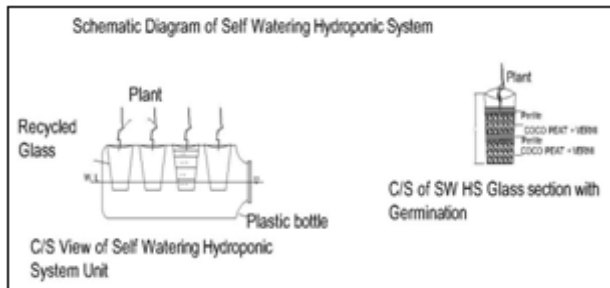 Schematic Diagram of Self Watering Hydroponic System
Plant
Recycled
Glass
Plastic bottle
C/S View of Self Watering Hydroponic
System Unit
Plant
Perlite
COCO PEAT + VERMI
Perlite
COCO PEAT + VERMI
C/S of SW HS Glass section with
Germination